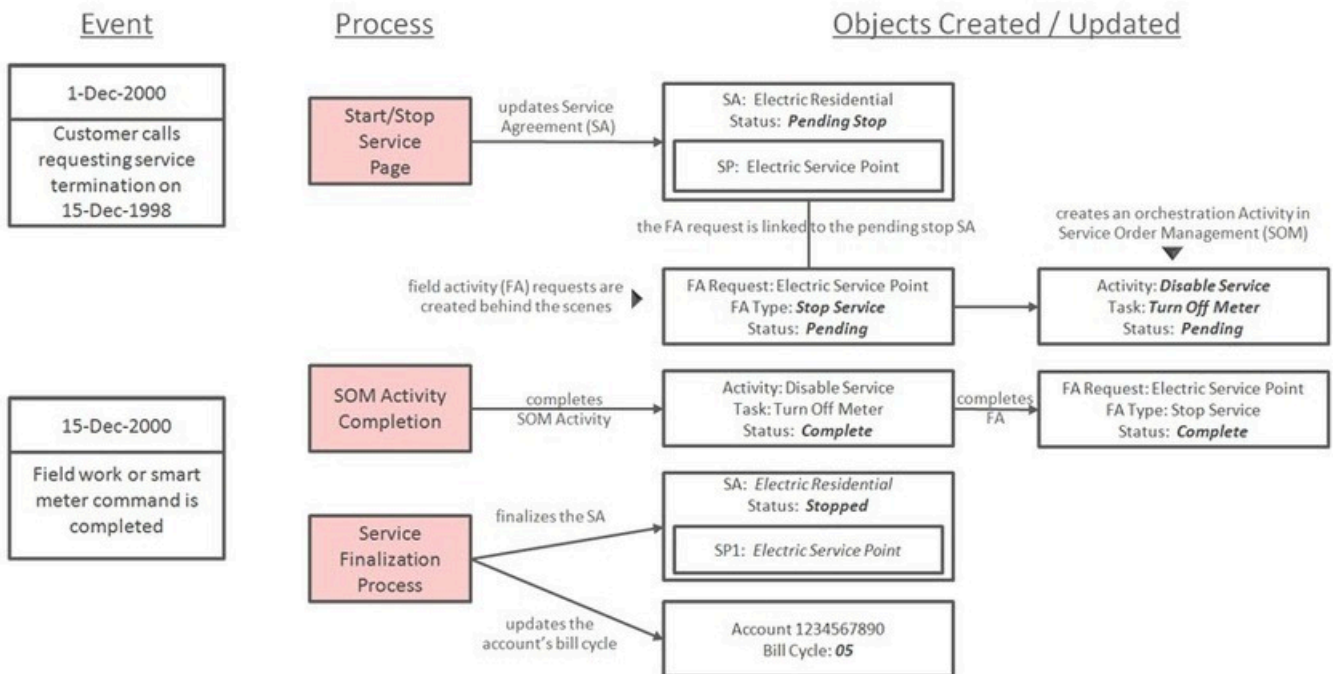 Event
Process
Objects Created / Updated
1-Dec-2000
Customer calls
requesting service
termination on
15-Dec-1998
Start/Stop
Service
Page
updates Service
Agreement (SA)
SA: Electric Residential
Status: Pending Stop
SP: Electric Service Point
the FA request is linked to the pending stop SA
creates an orchestration Activity in
Service Order Management (SOM)
field activity (FA) requests are
created behind the scenes
FA Request: Electric Service Point
FA Type: Stop Service
Status: Pending
Activity: Disable Service
Task: Turn Off Meter
Status: Pending
15-Dec-2000
Field work or smart
meter command is
completed
SOM Activity
Completion
completes
SOM Activity
Activity: Disable Service
Task: Turn Off Meter
Status: Complete
completes
FA
FA Request: Electric Service Point
FA Type: Stop Service
Status: Complete
Service
Finalization
Process
finalizes the SA
SA: Electric Residential
Status: Stopped
SP1: Electric Service Point
updates the
account's bill cycle
Account 1234567890
Bill Cycle: 05